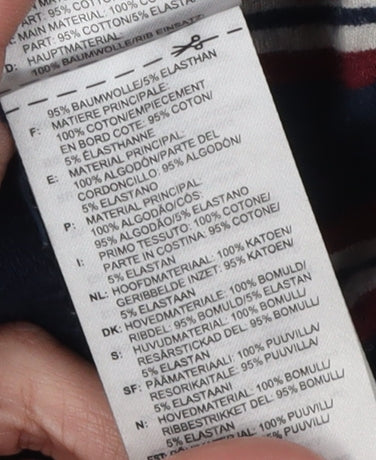 PART: 95% COTTON
MAIN MATERIAL: 100% COTTON/
PART: 95% COTTON/5% ELASTANE
D: HAUPTMATERIAL:
100% BAUMWOLLE/RIB EINSATZ:
95% BAUMWOLLE/5% ELASTHAN
F: MATIERE PRINCIPALE:
100% COTON/EMPIECEMENT
EN BORD COTE: 95% COTON/
5% ELASTHANNE
E: MATERIAL PRINCIPAL:
100% ALGODÓN/PARTE DEL
CORDONCILLO: 95% ALGODÓN/
5% ELASTANO
P: MATERIAL PRINCIPAL:
100% ALGODÃO/CÓS:
95% ALGODÃO/5% ELASTANO
I: PRIMO TESSUTO: 100% COTONE/
PARTE IN COSTINA: 95% COTONE/
5% ELASTAN
NL: HOOFDMATERIAAL: 100% KATOEN/
GERIBBELDE INZET: 95% KATOEN/
5% ELASTAAN
DK: HOVEDMATERIALE: 100% BOMULD/
RIBDEL: 95% BOMULD/5% ELASTAN
S: HUVUDMATERIAL: 100% BOMULL/
RESÅRSTICKAD DEL: 95% BOMULL/
5% ELASTAN
SF: PÄÄMATERIAALI: 100% PUUVILLA/
RESORIKAITALE: 95% PUUVILLA/
5% ELASTAANI
N: HOVEDMATERIAL: 100% BOMULL/
RIBBESTRIKKET DEL: 95% BOMULL/
5% ELASTAN
100% PUUVILL/
% PUUVILL/